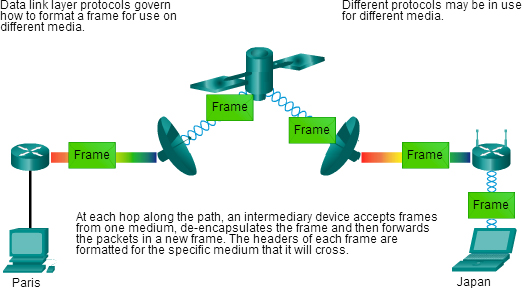 Data link layer protocols govern
how to format a frame for use on
different media.
Different protocols may be in use
for different media.
Frame
Frame
Frame
Frame
Frame
At each hop along the path, an intermediary device accepts frames
from one medium, de-encapsulates the frame and then forwards
the packets in a new frame. The headers of each frame are
formatted for the specific medium that it will cross.
Paris
Japan